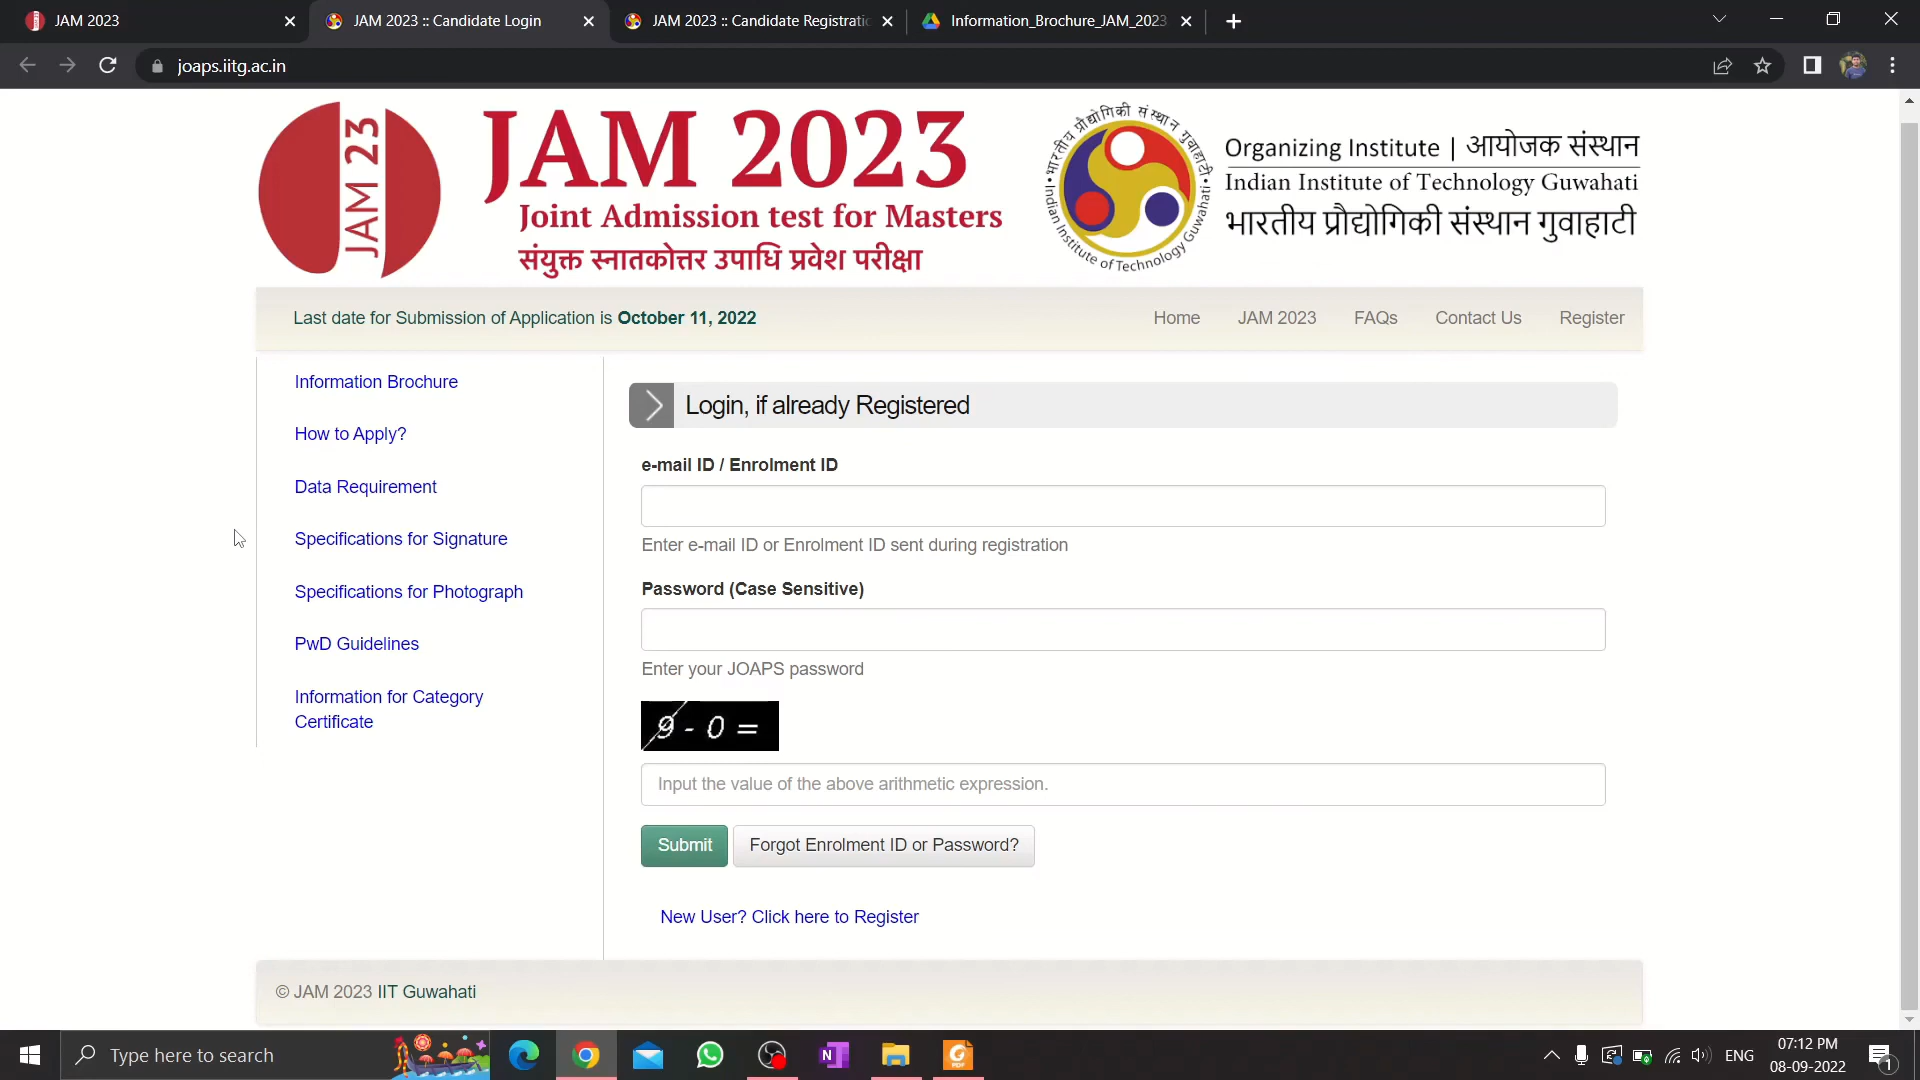 JAM 2023
JAM 2023 :: Candidate Login
JAM 2023 :: Candidate Registratic
Information_Brochure_JAM_2023
joaps.iitg.ac.in
JAM 23
JAM 2023
Joint Admission test for Masters
संयुक्त स्नातकोत्तर उपाधि प्रवेश परीक्षा
भारतीय प्रौद्योगिकी संस्थान गुवाहाटी
Indian Institute of Technology Guwahati
Organizing Institute | आयोजक संस्थान
Indian Institute of Technology Guwahati
भारतीय प्रौद्योगिकी संस्थान गुवाहाटी
Last date for Submission of Application is October 11, 2022
Home
JAM 2023
FAQs
Contact Us
Register
Information Brochure
How to Apply?
Data Requirement
Specifications for Signature
Specifications for Photograph
PwD Guidelines
Information for Category
Certificate
Login, if already Registered
e-mail ID / Enrolment ID
Enter e-mail ID or Enrolment ID sent during registration
Password (Case Sensitive)
Enter your JOAPS password
9 - 0 =
Input the value of the above arithmetic expression.
Submit
Forgot Enrolment ID or Password?
New User? Click here to Register
© JAM 2023 IIT Guwahati
Type here to search
N
PDF
ENG
07:12 PM
08-09-2022
1